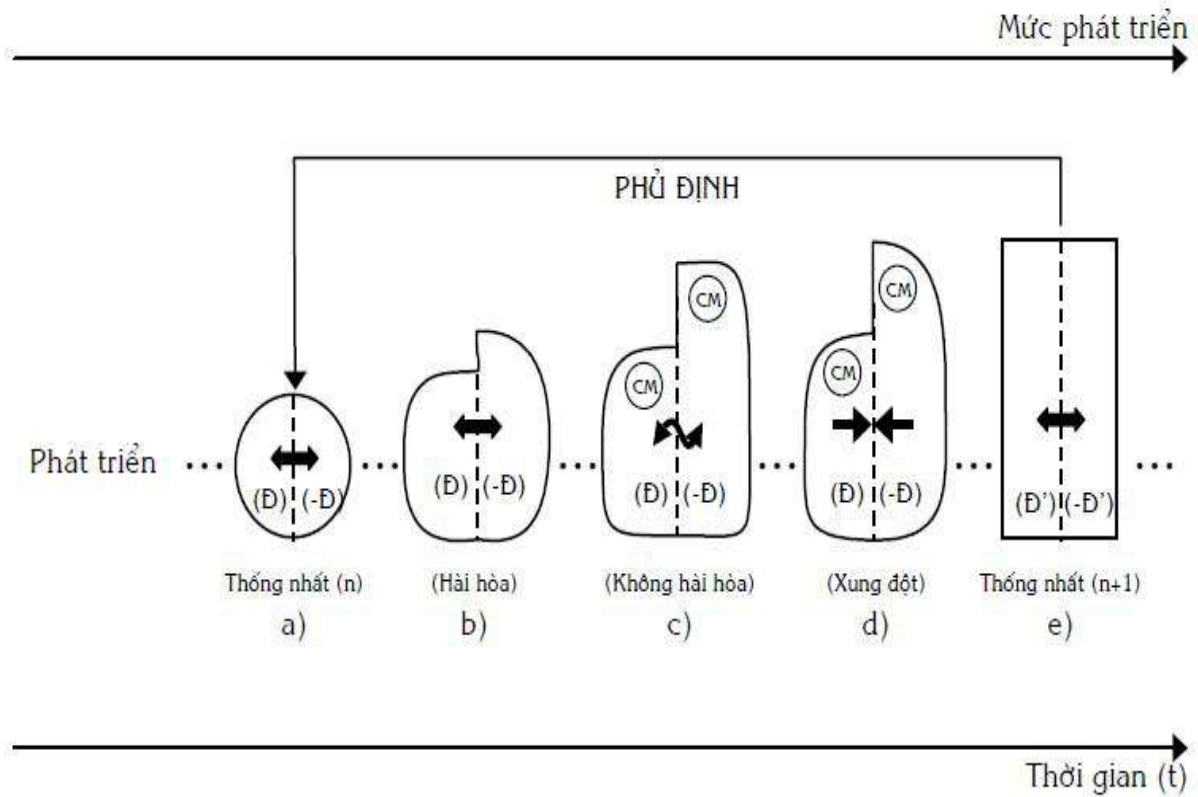 Mức phát triển
PHỦ ĐỊNH
CM
CM
CM
CM
Phát triển ... ... ... ... ... ...
(Đ) (-Đ)
(Đ) (-Đ)
(Đ) (-Đ)
(Đ) (-Đ)
(Đ’) (-Đ’)
Thống nhất (n)
(Hài hòa)
(Không hài hòa)
(Xung đột)
Thống nhất (n+1)
a)
b)
c)
d)
e)
Thời gian (t)